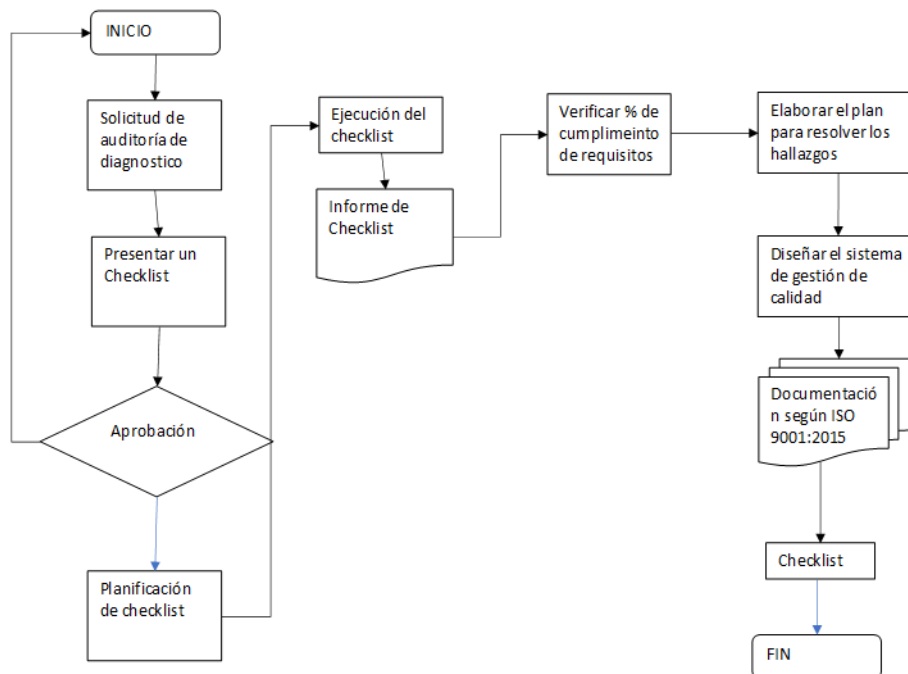 INICIO
Solicitud de
auditoría de
diagnostico
Presentar un
Checklist
Aprobación
Planificación
de checklist
Ejecución del
checklist
Informe de
Checklist
Verificar % de
cumplimeinto
de requisitos
Elaborar el plan
para resolver los
hallazgos
Diseñar el sistema
de gestión de
calidad
Documentació
n según ISO
9001:2015
Checklist
FIN